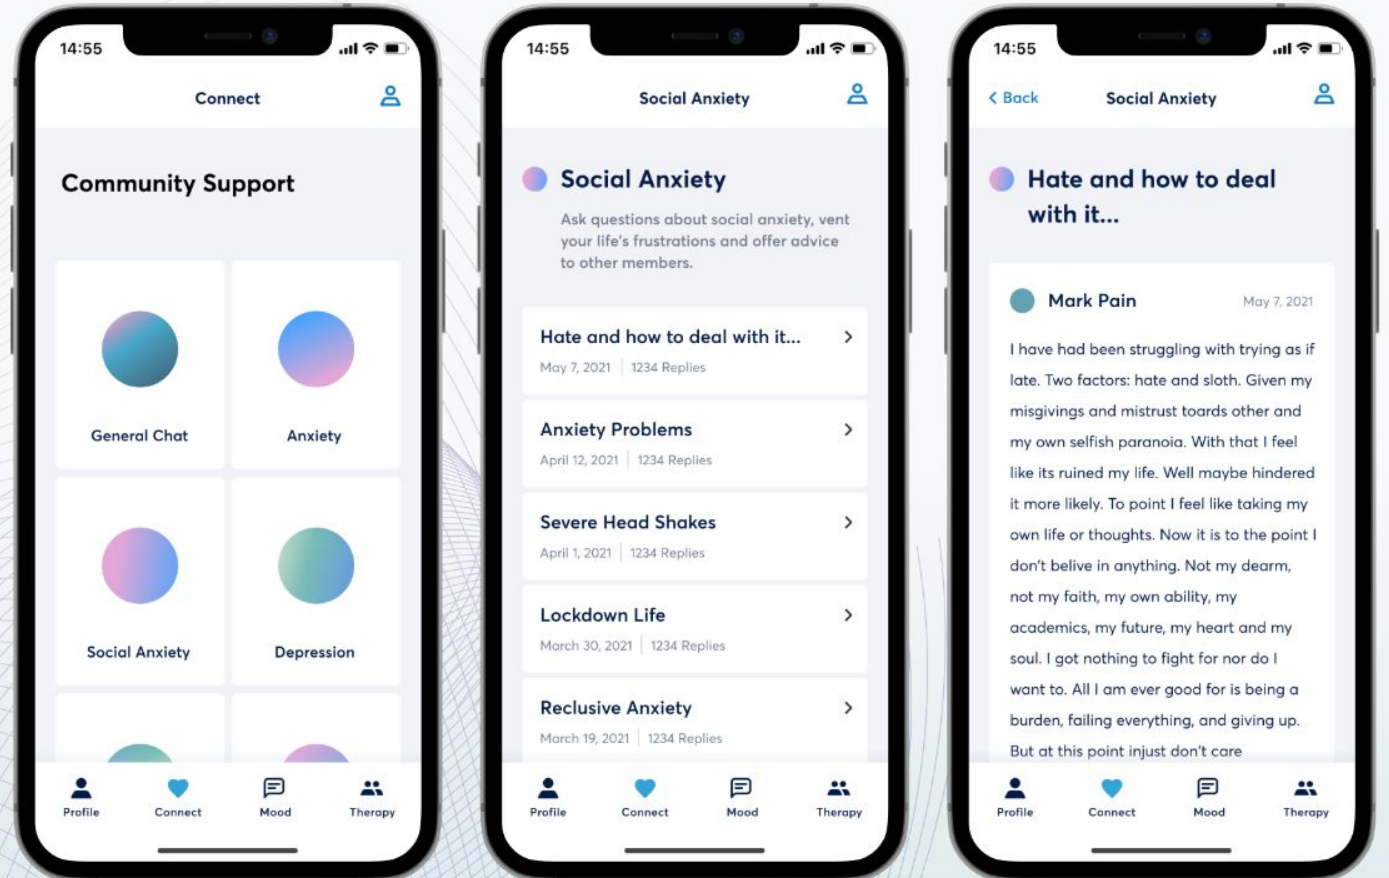 14:55
Connect
Community Support
General Chat
Anxiety
Social Anxiety
Depression
Profile
Connect
Mood
Therapy
14:55
Social Anxiety
Social Anxiety
Ask questions about social anxiety, vent
your life's frustrations and offer advice
to other members.
Hate and how to deal with it...
May 7, 2021 | 1234 Replies
Anxiety Problems
April 12, 2021 | 1234 Replies
Severe Head Shakes
April 1, 2021 | 1234 Replies
Lockdown Life
March 30, 2021 | 1234 Replies
Reclusive Anxiety
March 19, 2021 | 1234 Replies
Profile
Connect
Mood
Therapy
14:55
Back
Social Anxiety
Hate and how to deal
with it...
Mark Pain
May 7, 2021
I have had been struggling with trying as if
late. Two factors: hate and sloth. Given my
misgivings and mistrust toards other and
my own selfish paranoia. With that I feel
like its ruined my life. Well maybe hindered
it more likely. To point I feel like taking my
own life or thoughts. Now it is to the point I
don't belive in anything. Not my dearm,
not my faith, my own ability, my
academics, my future, my heart and my
soul. I got nothing to fight for nor do I
want to. All I am ever good for is being a
burden, failing everything, and giving up.
But at this point injust don't care
Profile
Connect
Mood
Therapy